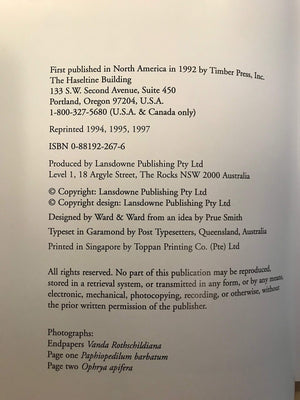 First published in North America in 1992 by Timber Press, Inc.
The Haseltine Building
133 S.W. Second Avenue, Suite 450
Portland, Oregon 97204, U.S.A.
1-800-327-5680 (U.S.A. & Canada only)
Reprinted 1994, 1995, 1997
ISBN 0-88192-267-6
Produced by Lansdowne Publishing Pty Ltd
Level 1, 18 Argyle Street, The Rocks NSW 2000 Australia
© Copyright: Lansdowne Publishing Pty Ltd
© Copyright design: Lansdowne Publishing Pty Ltd
Designed by Ward & Ward from an idea by Prue Smith
Typeset in Garamond by Post Typesetters, Queensland, Australia
Printed in Singapore by Toppan Printing Co. (Pte) Ltd
All rights reserved. No part of this publication may be reproduced,
stored in a retrieval system, or transmitted in any form, or by any means,
electronic, mechanical, photocopying, recording, or otherwise, without
the prior written permission of the publisher.
Photographs:
Endpapers Vanda Rothschildiana
Page one Paphiopedilum barbatum
Page two Ophrya apifera